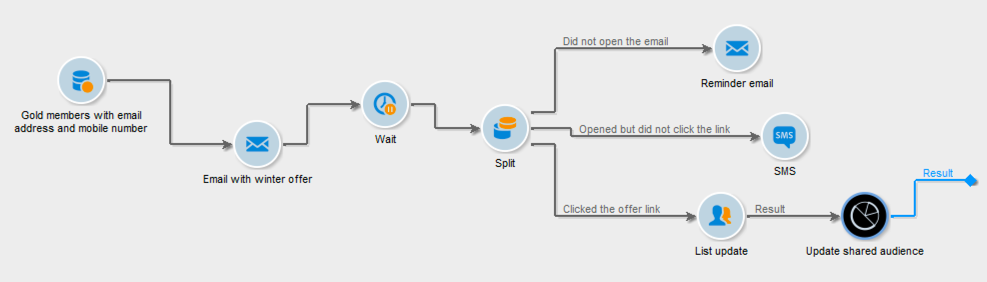 Did not open the email
Reminder email
Gold members with email
address and mobile number
Wait
Opened but did not click the link
SMS
SMS
Split
Email with winter offer
Result
Clicked the offer link
Result
List update
Update shared audience